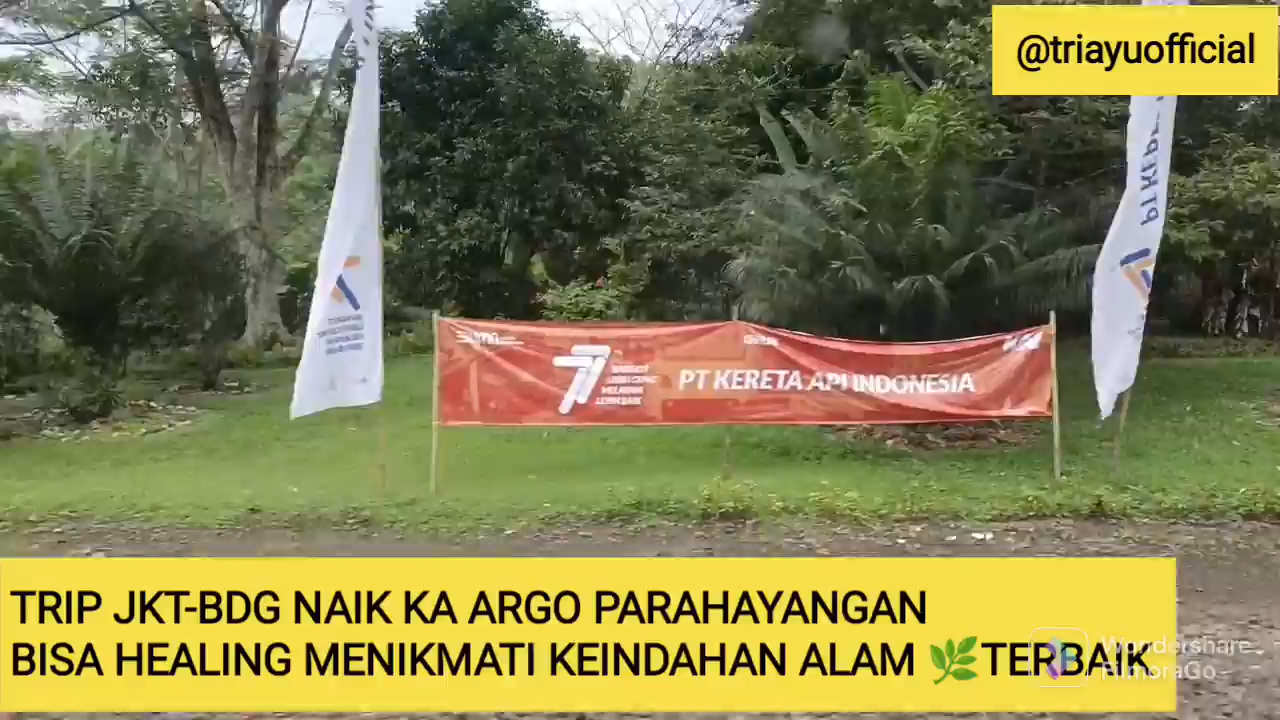 @triayuofficial
77
PT KERETA API INDONESIA
TRIP JKT-BDG NAIK KA ARGO PARAHAYANGAN
BISA HEALING MENIKMATI KEINDAHAN ALAM 🌿TERBAIK
Wondershare
FilmoraGo